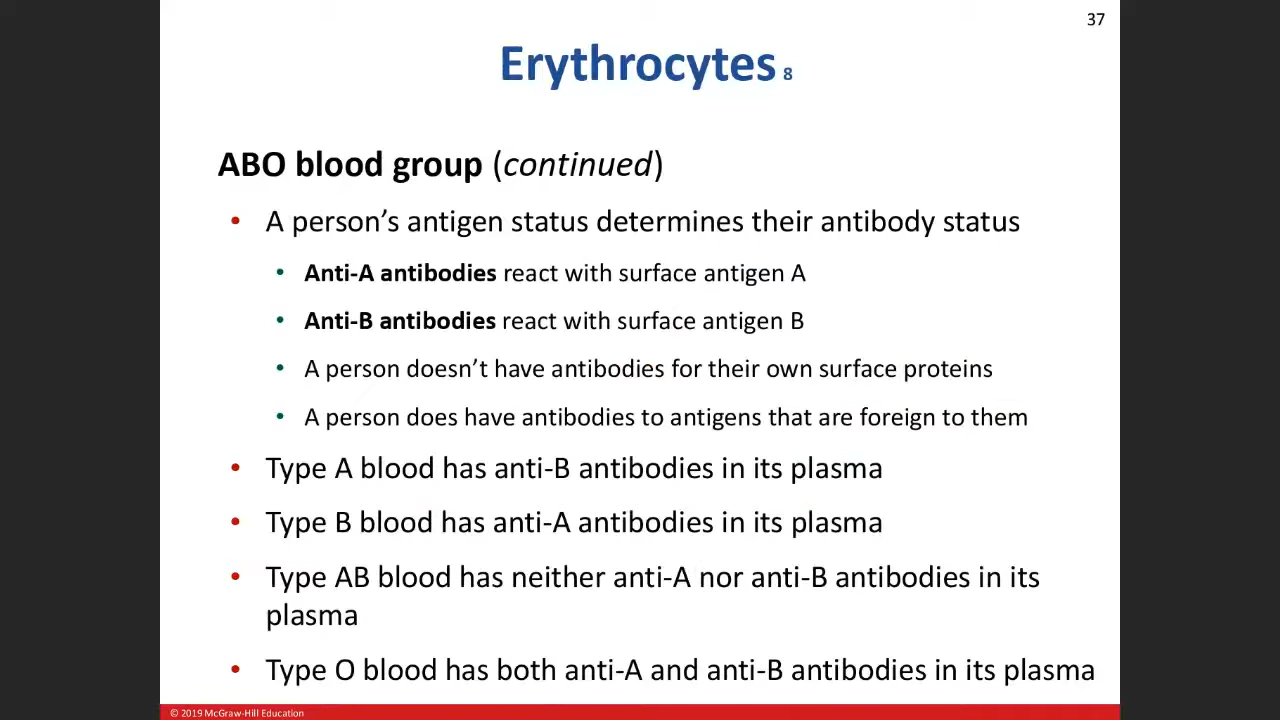 37
Erythrocytes 8
ABO blood group (continued)
• A person’s antigen status determines their antibody status
• Anti-A antibodies react with surface antigen A
• Anti-B antibodies react with surface antigen B
• A person doesn’t have antibodies for their own surface proteins
• A person does have antibodies to antigens that are foreign to them
• Type A blood has anti-B antibodies in its plasma
• Type B blood has anti-A antibodies in its plasma
• Type AB blood has neither anti-A nor anti-B antibodies in its
plasma
• Type O blood has both anti-A and anti-B antibodies in its plasma
© 2019 McGraw-Hill Education